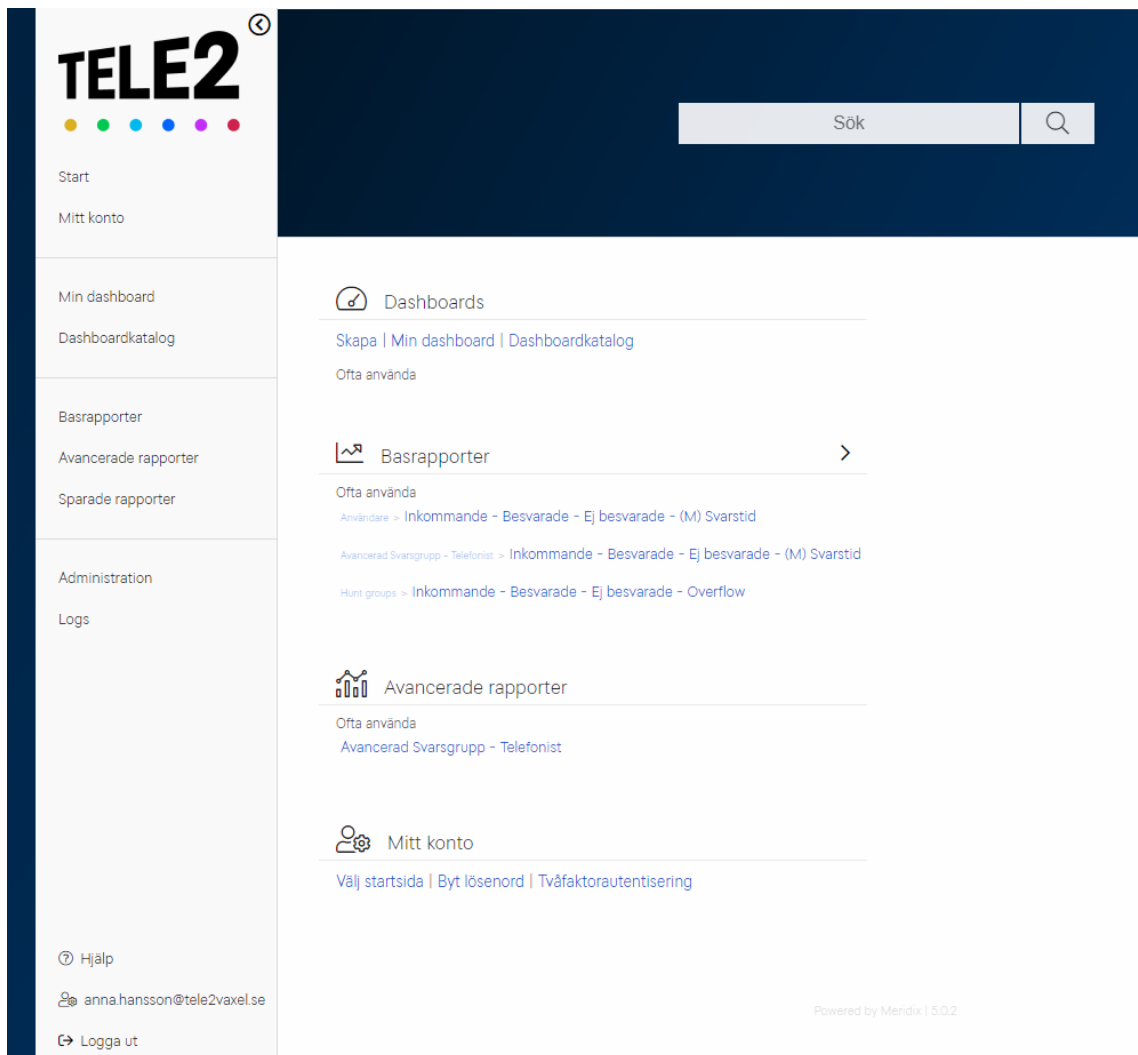 TELE2
Start
Mitt konto
Min dashboard
Dashboardkatalog
Basrapporter
Avancerade rapporter
Sparade rapporter
Administration
Logs
Hjälp
anna.hansson@tele2vaxel.se
Logga ut
Sök
Dashboards
Skapa | Min dashboard | Dashboardkatalog
Ofta använda
Basrapporter
Ofta använda
Användare > Inkommande - Besvarade - Ej besvarade - (M) Svarstid
Avancerad Svarsgrupp - Telefonist > Inkommande - Besvarade - Ej besvarade - (M) Svarstid
Hunt groups > Inkommande - Besvarade - Ej besvarade - Overflow
Avancerade rapporter
Ofta använda
Avancerad Svarsgrupp - Telefonist
Mitt konto
Välj startsida | Byt lösenord | Tvåfaktorautentisering
Powered by Meridix | 5.0.2